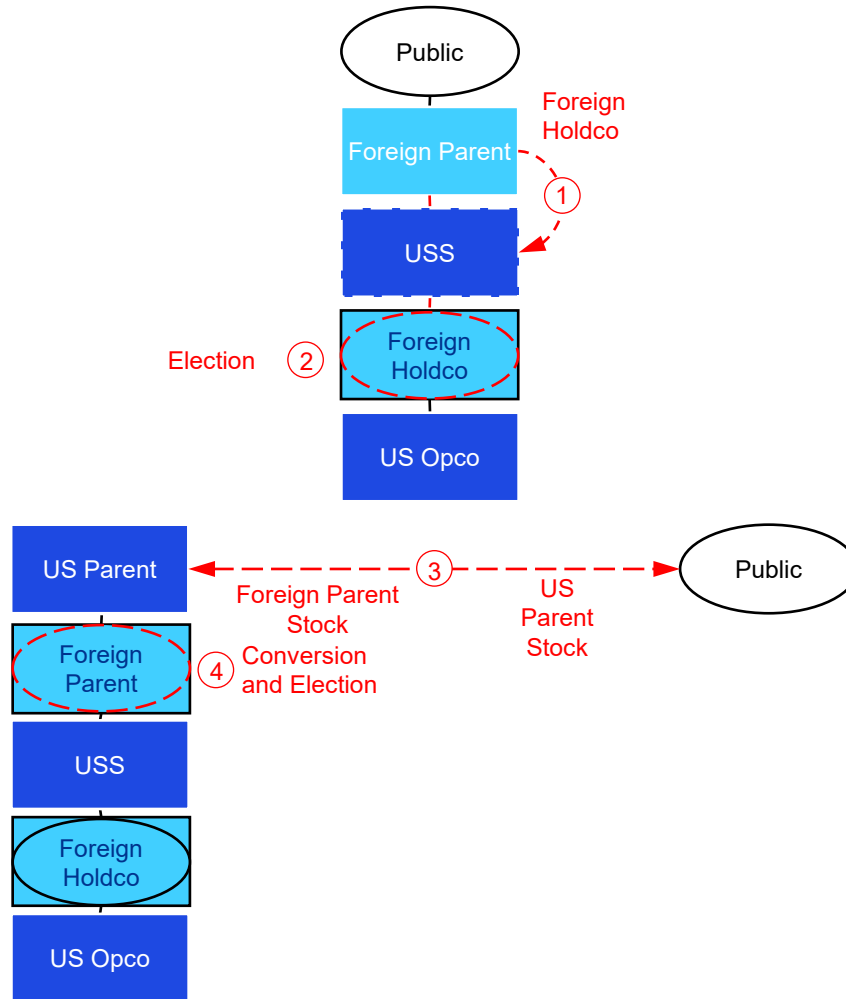 Public
Foreign
Holdco
Foreign Parent
1
USS
Election
2
Foreign
Holdco
US Opco
US Parent
3
Public
Foreign Parent
Stock
US
Parent
Stock
Foreign
Parent
4
Conversion
and Election
USS
Foreign
Holdco
US Opco